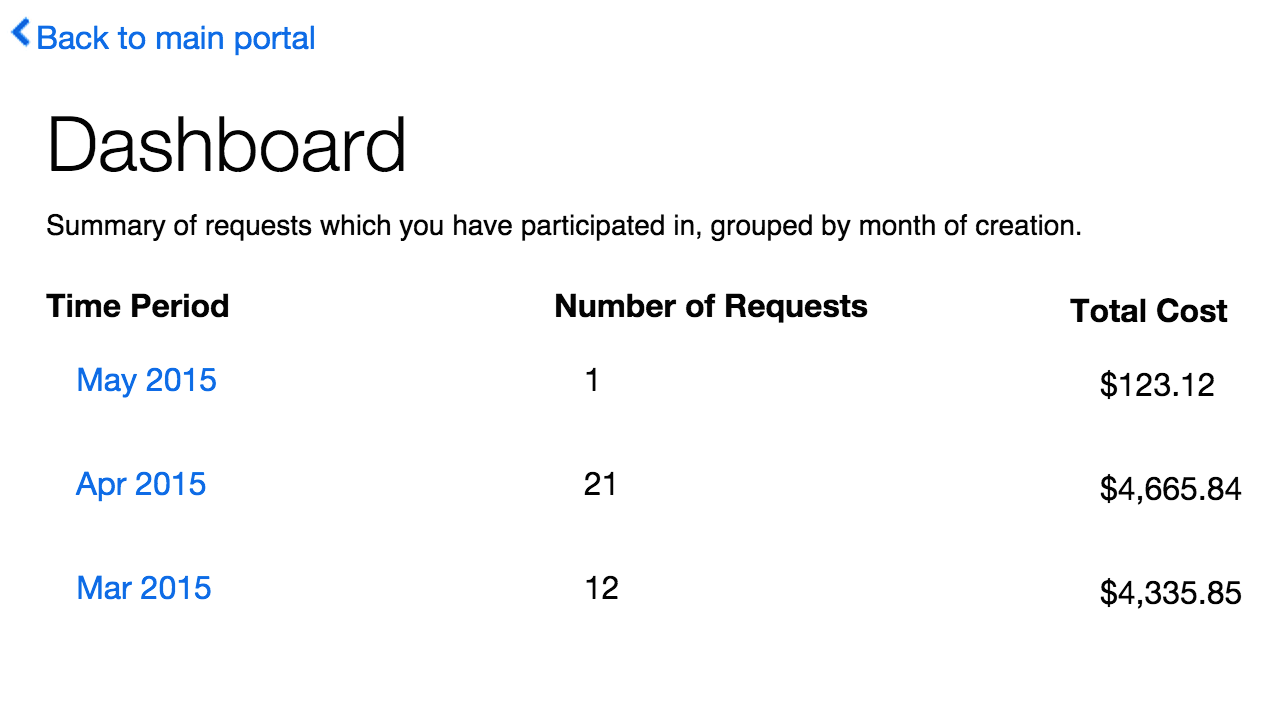 Back to main portal
Dashboard
Summary of requests which you have participated in, grouped by month of creation.
Time Period Number of Requests Total Cost
May 2015 1 $123.12
Apr 2015 21 $4,665.84
Mar 2015 12 $4,335.85